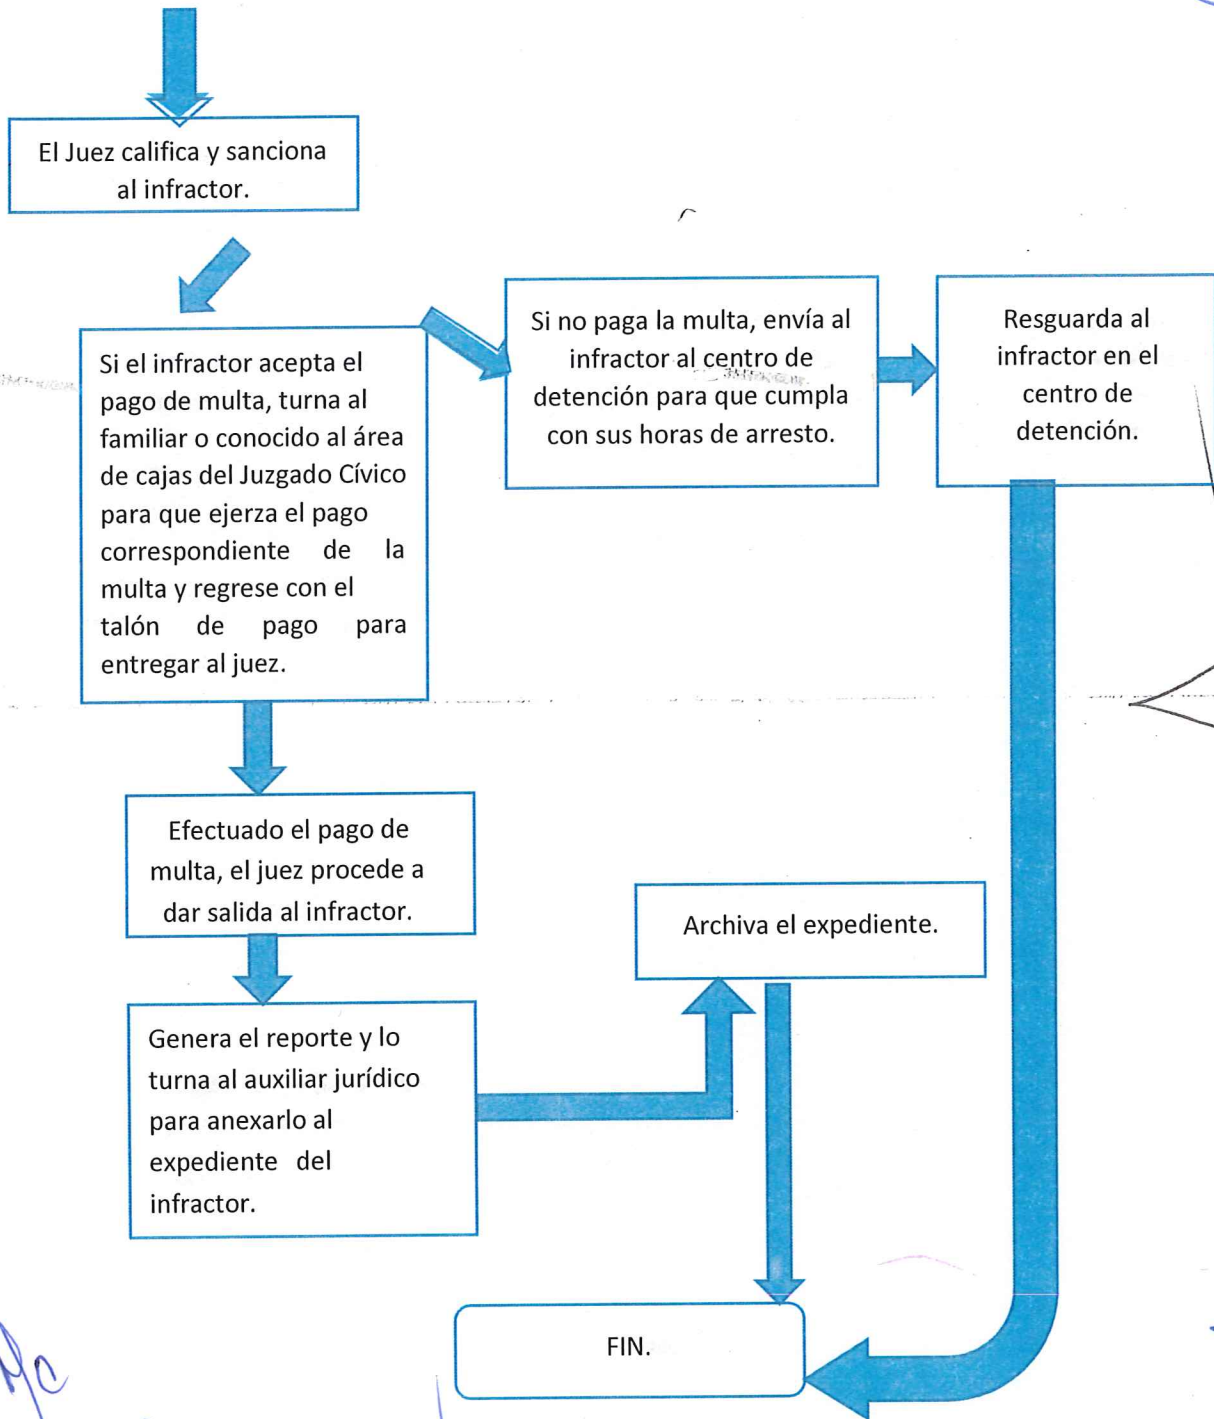 El Juez califica y sanciona
al infractor.
Si el infractor acepta el
pago de multa, turna al
familiar o conocido al área
de cajas del Juzgado Cívico
para que ejerza el pago
correspondiente de la
multa y regrese con el
talón de pago para
entregar al juez.
Si no paga la multa, envía al
infractor al centro de
detención para que cumpla
con sus horas de arresto.
Resguarda al
infractor en el
centro de
detención.
Efectuado el pago de
multa, el juez procede a
dar salida al infractor.
Genera el reporte y lo
turna al auxiliar jurídico
para anexarlo al
expediente del
infractor.
Archiva el expediente.
FIN.